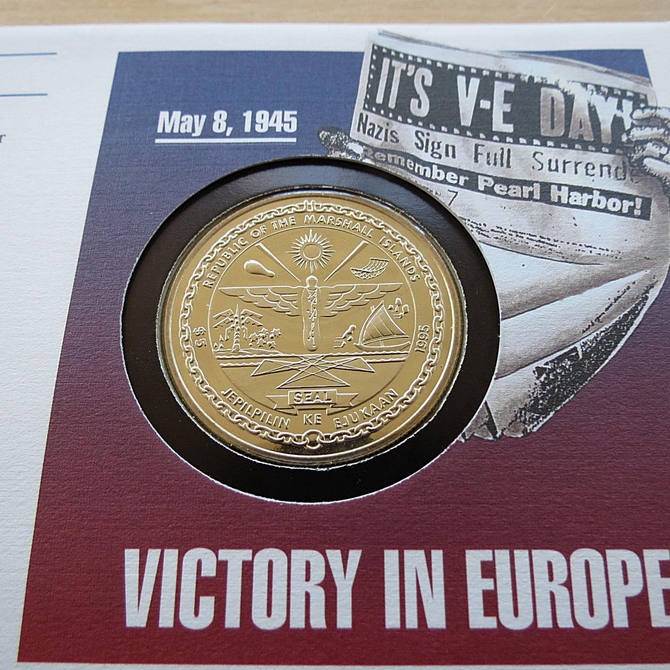 May 8, 1945
IT'S V-E DAY!
Nazis Sign Full Surrende
Remember Pearl Harbor!
7
REPUBLIC OF THE MARSHALL ISLANDS
$5
1995
SEAL
JEPILPILIN KE EJUKAAN
VICTORY IN EUROPE